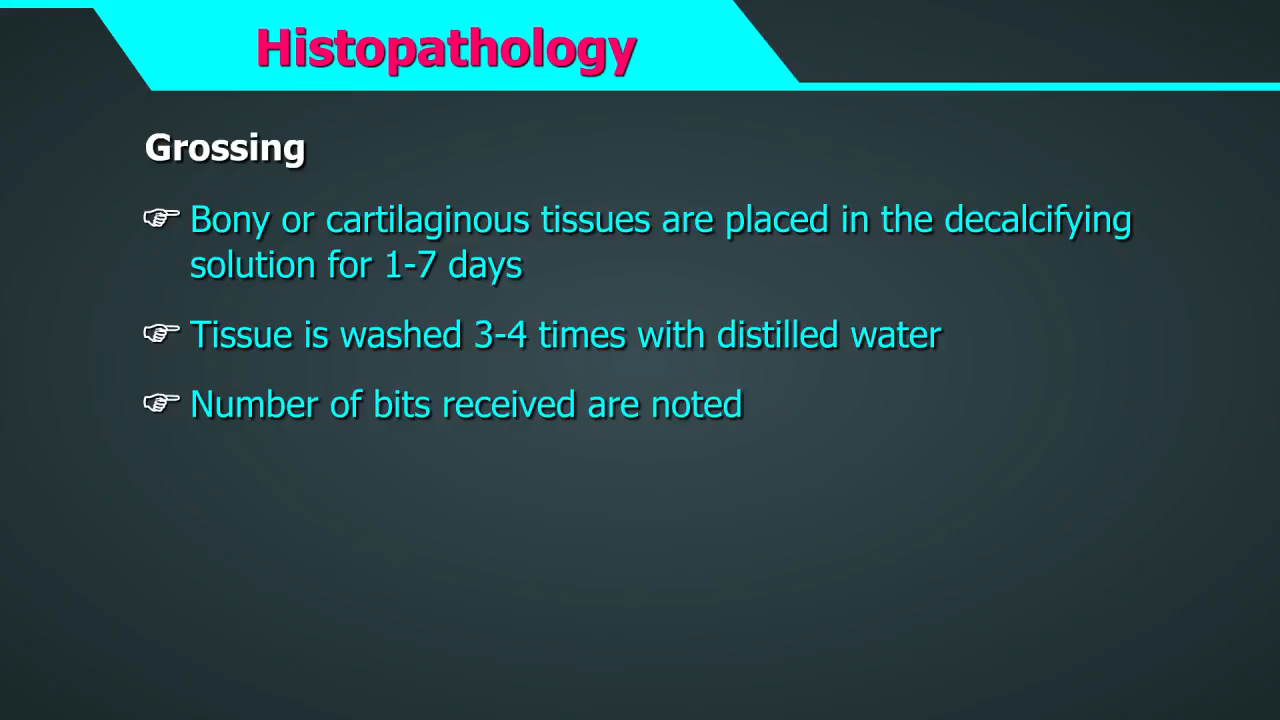 Histopathology
Grossing
Bony or cartilaginous tissues are placed in the decalcifying
solution for 1-7 days
Tissue is washed 3-4 times with distilled water
Number of bits received are noted